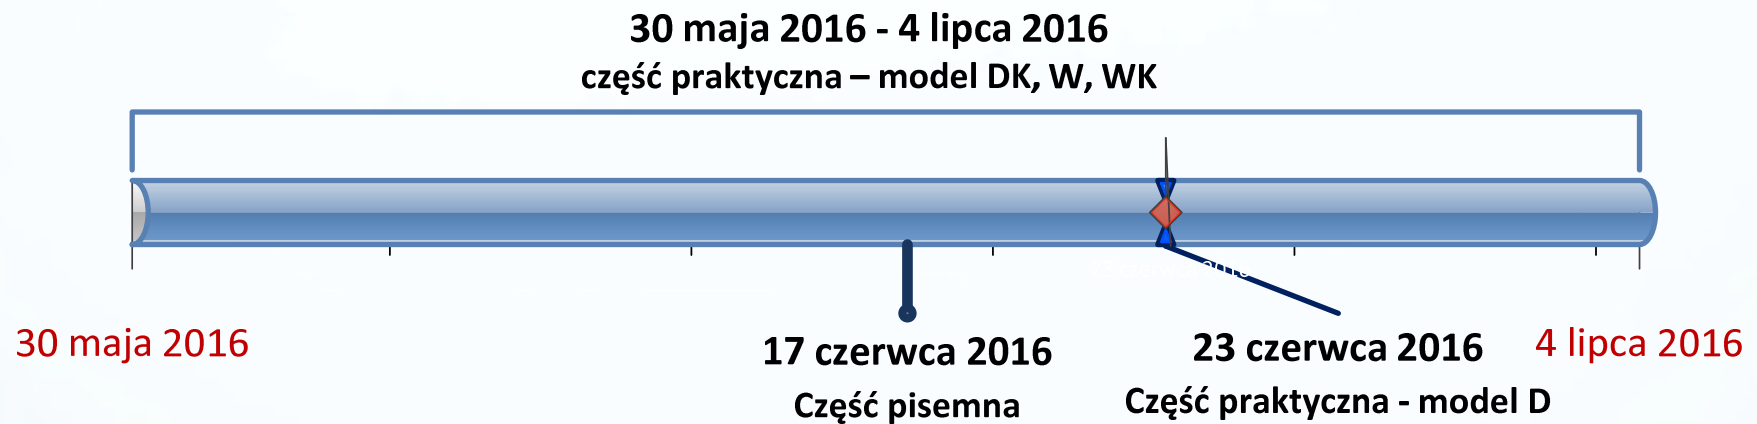 30 maja 2016 - 4 lipca 2016
część praktyczna – model DK, W, WK
30 maja 2016
17 czerwca 2016
Część pisemna
23 czerwca 2016
Część praktyczna - model D
4 lipca 2016